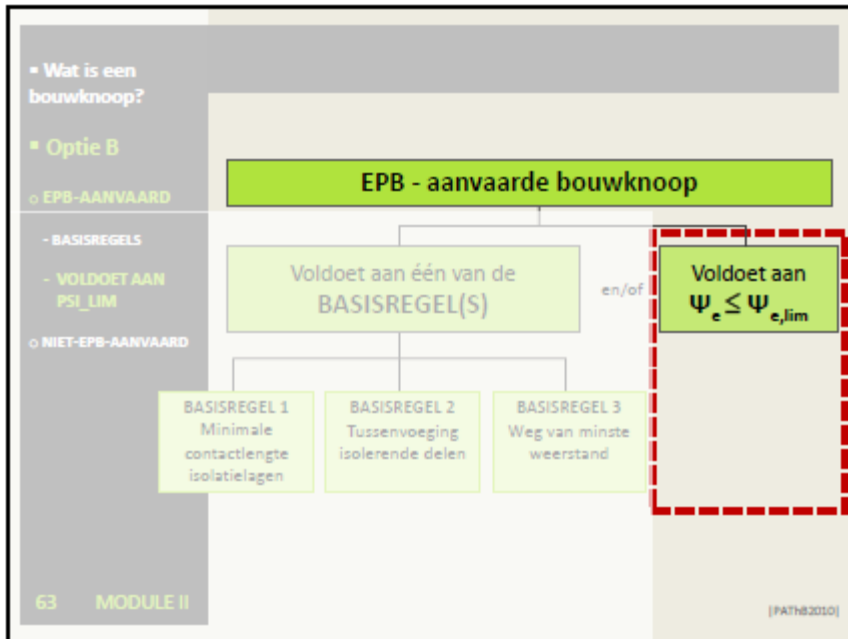 ▪ Wat is een
bouwknoop?
▪ Optie B
o EPB-AANVAARD
- BASISREGELS
- VOLDOET AAN
PSI_LIM
o NIET-EPB-AANVAARD
63 MODULE II
EPB - aanvaarde bouwknoop
Voldoet aan één van de
BASISREGEL(S)
en/of
Voldoet aan
Ψe ≤ Ψe,lim
BASISREGEL 1
Minimale
contactlengte
isolatielagen
BASISREGEL 2
Tussenvoeging
isolerende delen
BASISREGEL 3
Weg van minste
weerstand
|PAThB2010|